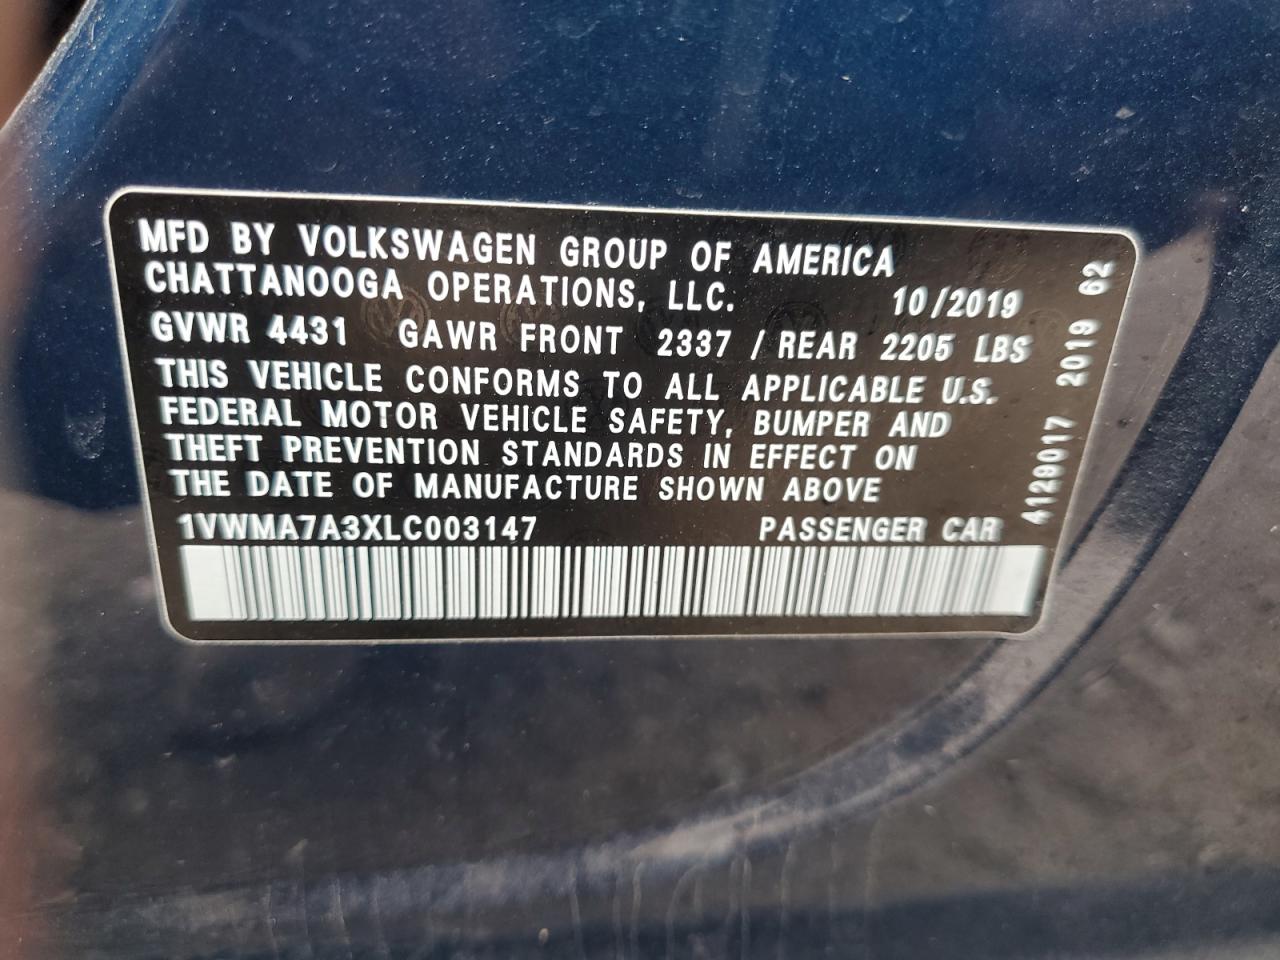 MFD BY VOLKSWAGEN GROUP OF AMERICA
CHATTANOOGA OPERATIONS, LLC. 10/2019
GVWR 4431 GAWR FRONT 2337 / REAR 2205 LBS
THIS VEHICLE CONFORMS TO ALL APPLICABLE U.S.
FEDERAL MOTOR VEHICLE SAFETY, BUMPER AND
THEFT PREVENTION STANDARDS IN EFFECT ON
THE DATE OF MANUFACTURE SHOWN ABOVE
1VWMA7A3XLC003147 PASSENGER CAR
4129017 2019 62